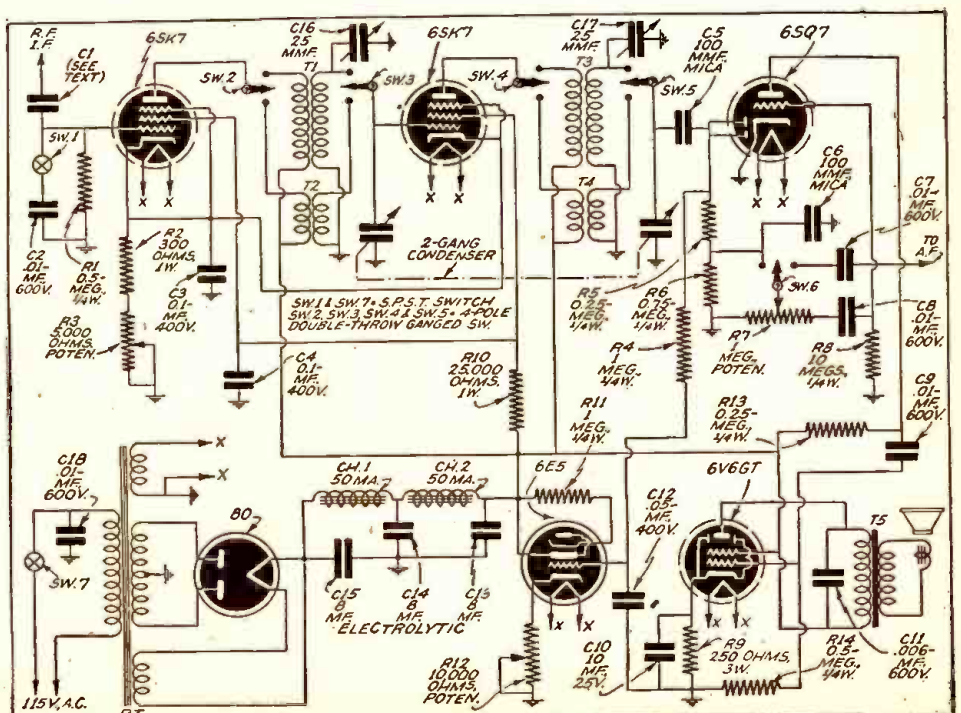 R.F.
I.F.
C1
(SEE
TEXT)
6SK7
SW.2
C16
25
MMF.
T1
SW.3
6SK7
SW.4
C17
25
MMF.
T3
SW.5
C5
100
MMF.
MICA
6SQ7
SW.1
X X
T2
X X
T4
X X
C6
100
MMF.
MICA
C7
.01-
MF.
600V.
TO
A.F.
C2
.01-
MF.
600V.
R1
0.5-
MEG.
1/4W.
R2
300
OHMS,
1W.
R3
5,000
OHMS
POTEN.
C3
0.1-
MF.
400V.
2-GANG
CONDENSER
SW.1 & SW.7 = S.P.S.T. SWITCH
SW.2, SW.3, SW.4 & SW.5 = 4-POLE
DOUBLE-THROW GANGED SW.
C4
0.1-
MF.
400V.
R10
25,000
OHMS.
1W.
R5
0.25-
MEG.
1/4W.
R6
0.75-
MEG.
1/4W.
R4
1
MEG.
1/4W.
SW.6
R7
1
MEG.
POTEN.
R8
10
MEGS.
1/4W.
C8
.01-
MF.
600V.
C9
.01-
MF.
600V.
R11
1
MEG.
1/4W.
R13
0.25-
MEG.
1/4W.
C18
.01-
MF.
600V.
X
X
80
CH.1
50 MA.
CH.2
50 MA.
6E5
C12
.05-
MF.
400V.
6V6GT
T5
SW.7
C15
8
MF.
C14
8
MF.
C13
8
MF.
ELECTROLYTIC
X X
X X
R12
10,000
OHMS
POTEN.
C10
10
MF.
25V.
R9
250 OHMS,
3W.
R14
0.5-
MEG.
1/4W.
C11
.006-
MF.
600V.
115V., A.C.